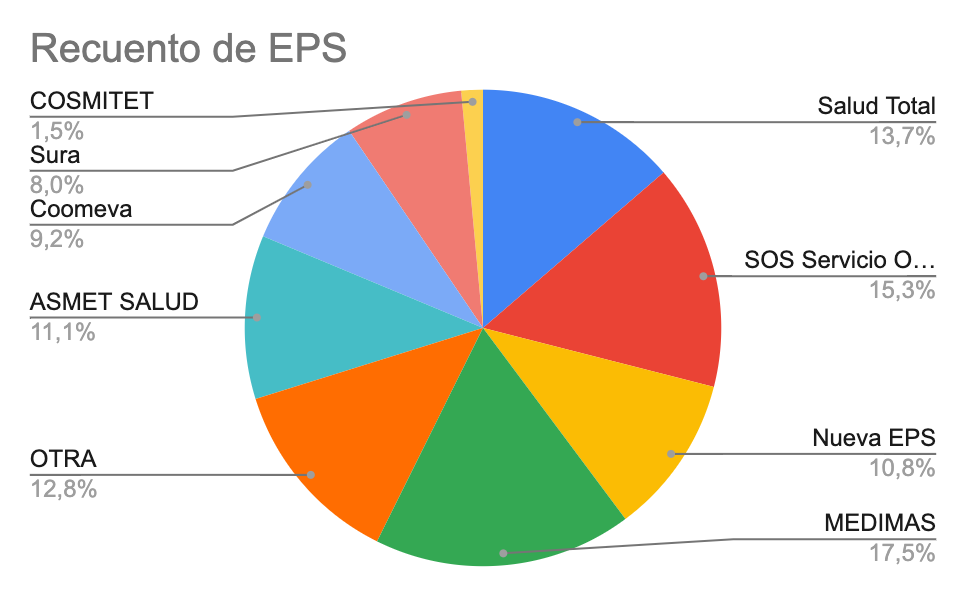 Recuento de EPS
COSMITET
1,5%
Sura
8,0%
Coomeva
9,2%
ASMET SALUD
11,1%
OTRA
12,8%
Salud Total
13,7%
SOS Servicio O…
15,3%
Nueva EPS
10,8%
MEDIMAS
17,5%